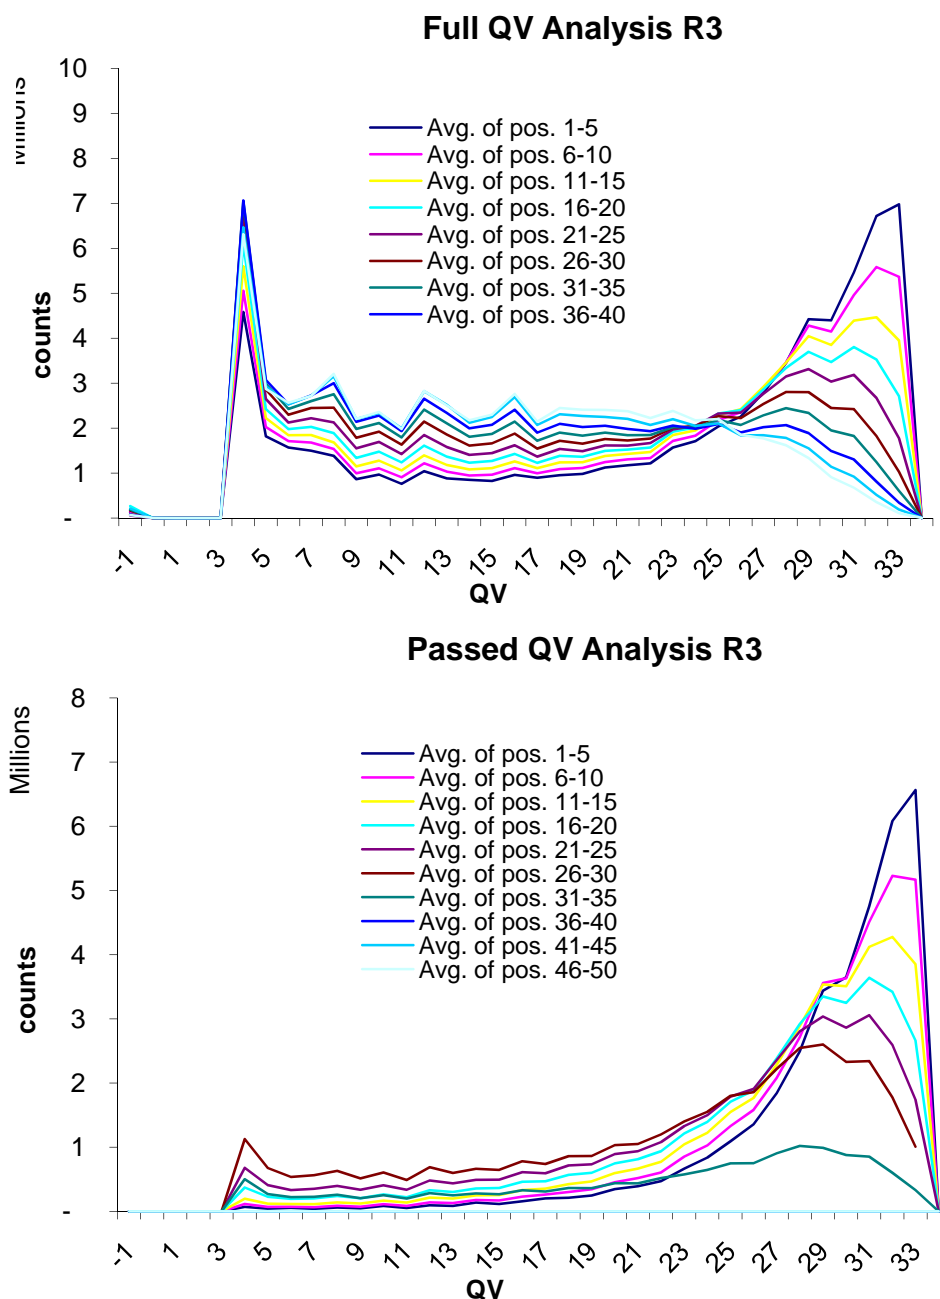 Full QV Analysis R3
Millions
counts
10
9
8
7
6
5
4
3
2
1
-
Avg. of pos. 1-5
Avg. of pos. 6-10
Avg. of pos. 11-15
Avg. of pos. 16-20
Avg. of pos. 21-25
Avg. of pos. 26-30
Avg. of pos. 31-35
Avg. of pos. 36-40
-1 1 3 5 7 9 11 13 15 17 19 21 23 25 27 29 31 33
QV
Passed QV Analysis R3
Millions
counts
8
7
6
5
4
3
2
1
-
Avg. of pos. 1-5
Avg. of pos. 6-10
Avg. of pos. 11-15
Avg. of pos. 16-20
Avg. of pos. 21-25
Avg. of pos. 26-30
Avg. of pos. 31-35
Avg. of pos. 36-40
Avg. of pos. 41-45
Avg. of pos. 46-50
-1 1 3 5 7 9 11 13 15 17 19 21 23 25 27 29 31 33
QV